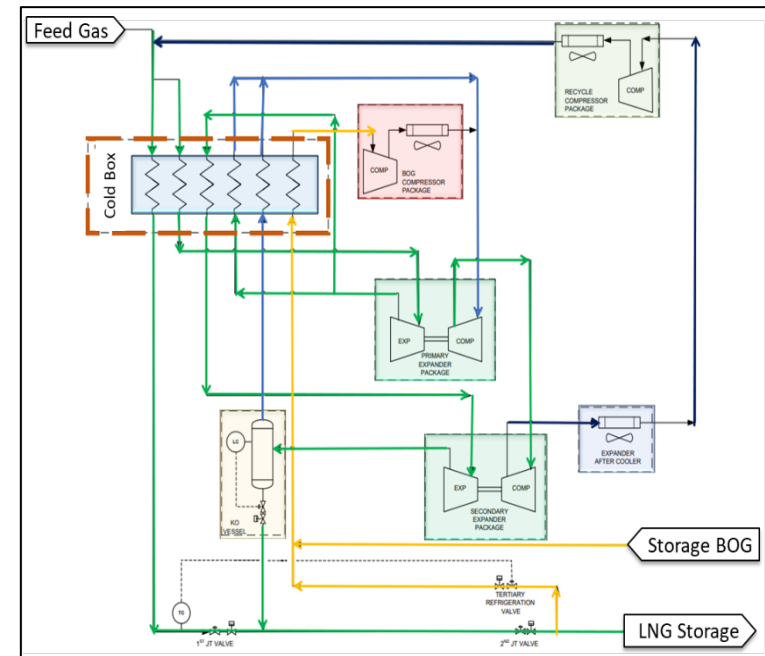 Feed Gas
COMP
RECYCLE
COMPRESSOR
PACKAGE
Cold Box
COMP
BOG
COMPRESSOR
PACKAGE
EXP
COMP
PRIMARY
EXPANDER
PACKAGE
LC
KO
VESSEL
EXP
COMP
SECONDARY
EXPANDER
PACKAGE
EXPANDER
AFTER COOLER
Storage BOG
TERTIARY
REFRIGERATION
VALVE
TC
1ST JT VALVE
2ND JT VALVE
LNG Storage